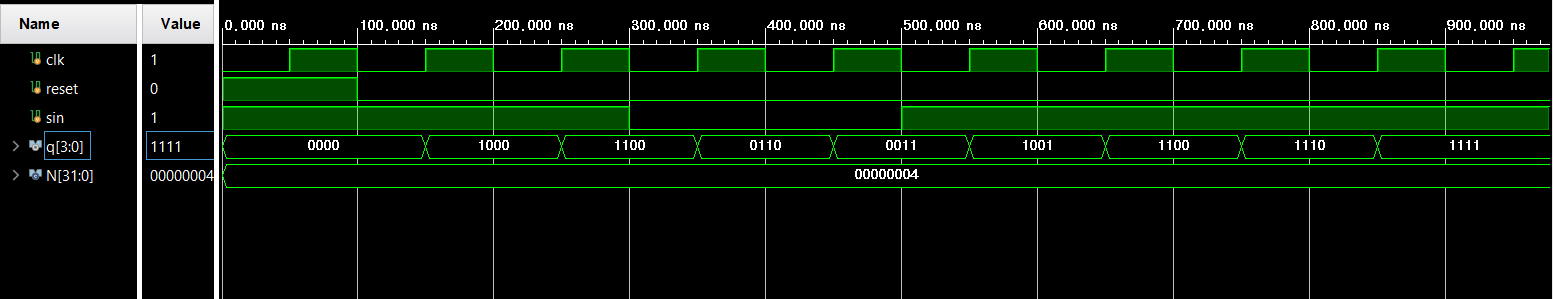 Name Value 0.000 ns 100.000 ns 200.000 ns 300.000 ns 400.000 ns 500.000 ns 600.000 ns 700.000 ns 800.000 ns 900.000 ns
clk 1
reset 0
sin 1
q[3:0] 1111 0000 1000 1100 0110 0011 1001 1100 1110 1111
N[31:0] 00000004 00000004